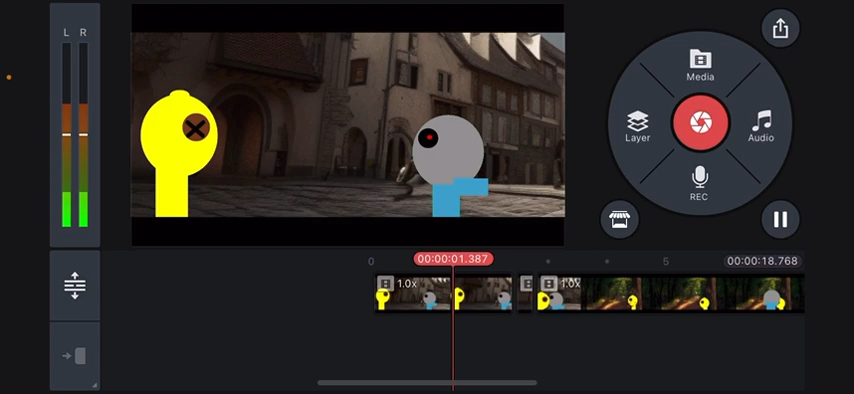 L R
Media
Layer
Audio
REC
0
00:00:01.387
5
00:00:18.768
1.0x
1.0x